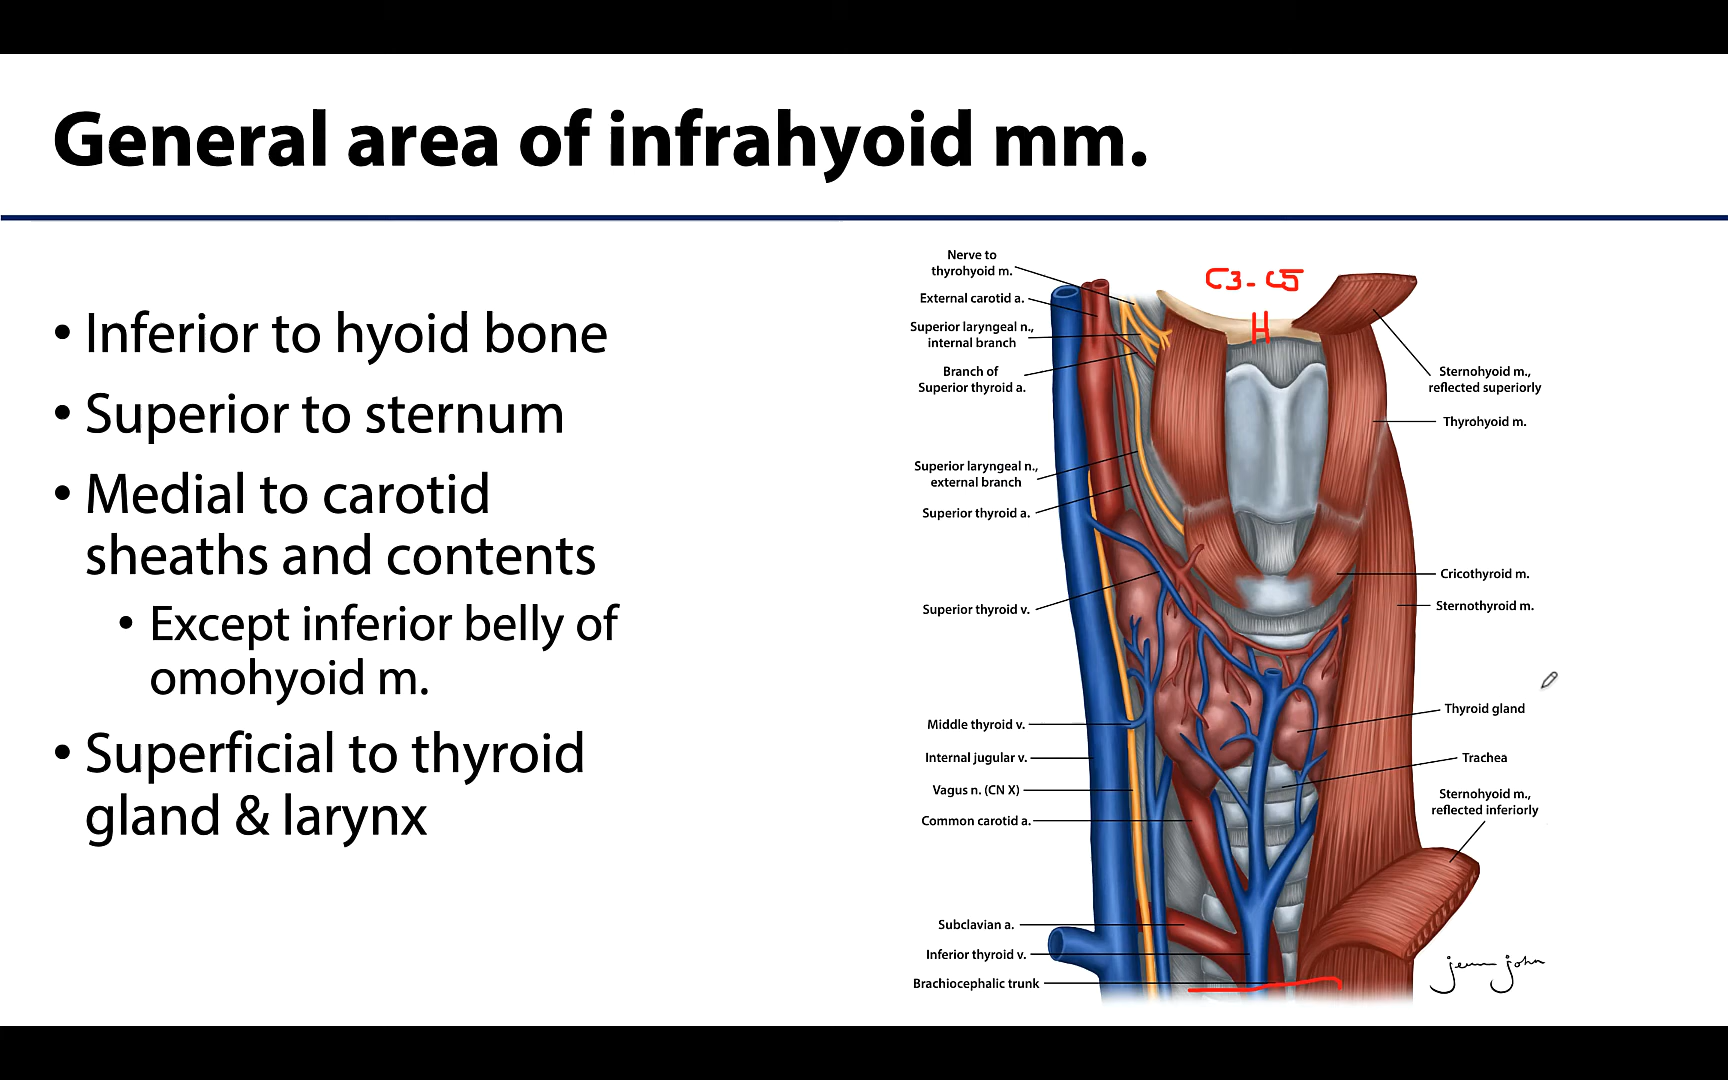 General area of infrahyoid mm.
• Inferior to hyoid bone
• Superior to sternum
• Medial to carotid
sheaths and contents
• Except inferior belly of
omohyoid m.
• Superficial to thyroid
gland & larynx
Nerve to
thyrohyoid m.
External carotid a.
Superior laryngeal n.,
internal branch
Branch of
Superior thyroid a.
Superior laryngeal n.,
external branch
Superior thyroid a.
Superior thyroid v.
Middle thyroid v.
Internal jugular v.
Vagus n. (CN X)
Common carotid a.
Subclavian a.
Inferior thyroid v.
Brachiocephalic trunk
C3-C5
H
Sternohyoid m.,
reflected superiorly
Thyrohyoid m.
Cricothyroid m.
Sternothyroid m.
Thyroid gland
Trachea
Sternohyoid m.,
reflected inferiorly
jenn john